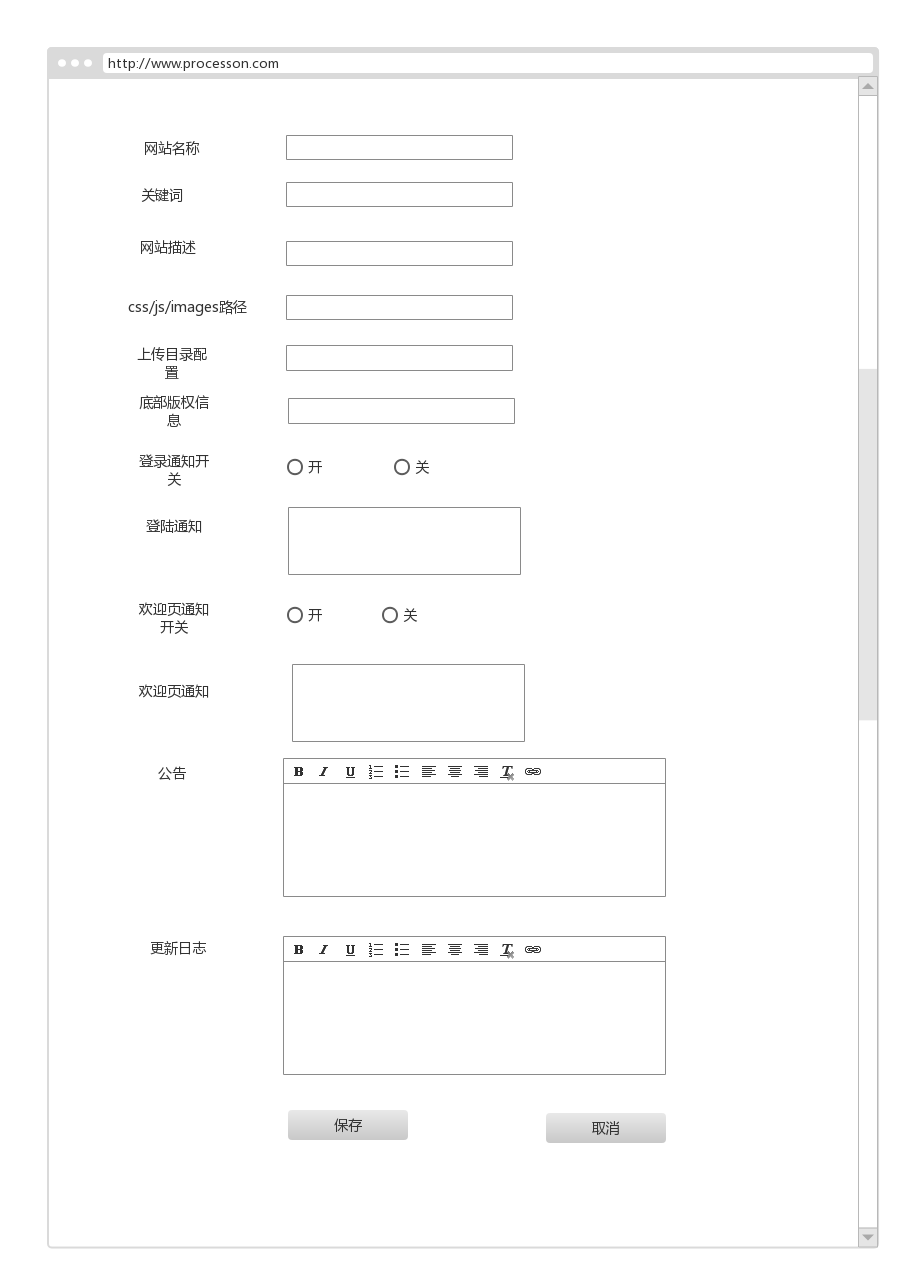 http://www.processon.com
网站名称
关键词
网站描述
css/js/images路径
上传目录配
置
底部版权信
息
登录通知开
关
开 关
登陆通知
欢迎页通知
开关
开 关
欢迎页通知
公告
B I U T
更新日志
B I U T
保存 取消